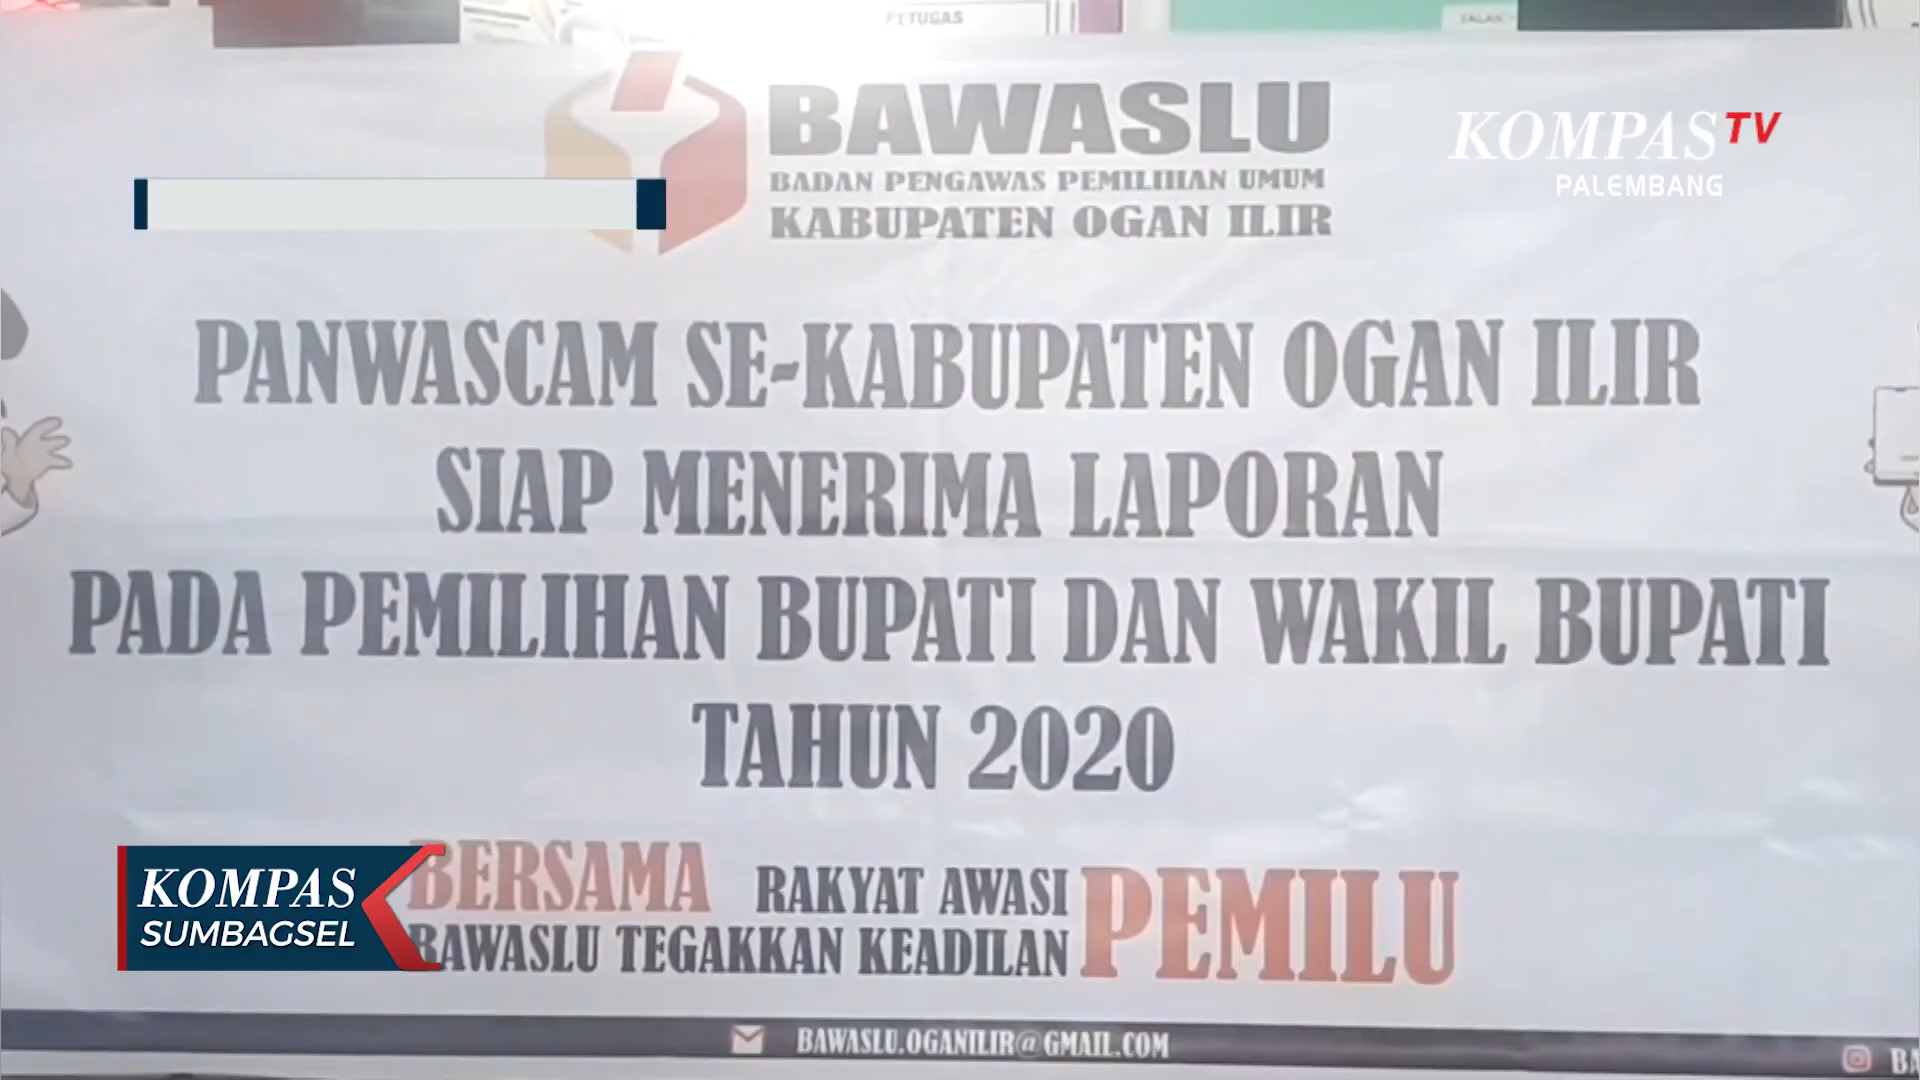 PETUGAS
BAWASLU
BADAN PENGAWAS PEMILIHAN UMUM
KABUPATEN OGAN ILIR
KOMPAS TV
PALEMBANG
PANWASCAM SE-KABUPATEN OGAN ILIR
SIAP MENERIMA LAPORAN
PADA PEMILIHAN BUPATI DAN WAKIL BUPATI
TAHUN 2020
BERSAMA RAKYAT AWASI PEMILU
BAWASLU TEGAKKAN KEADILAN
KOMPAS
SUMBAGSEL
BAWASLU.OGANILIR@GMAIL.COM
BA